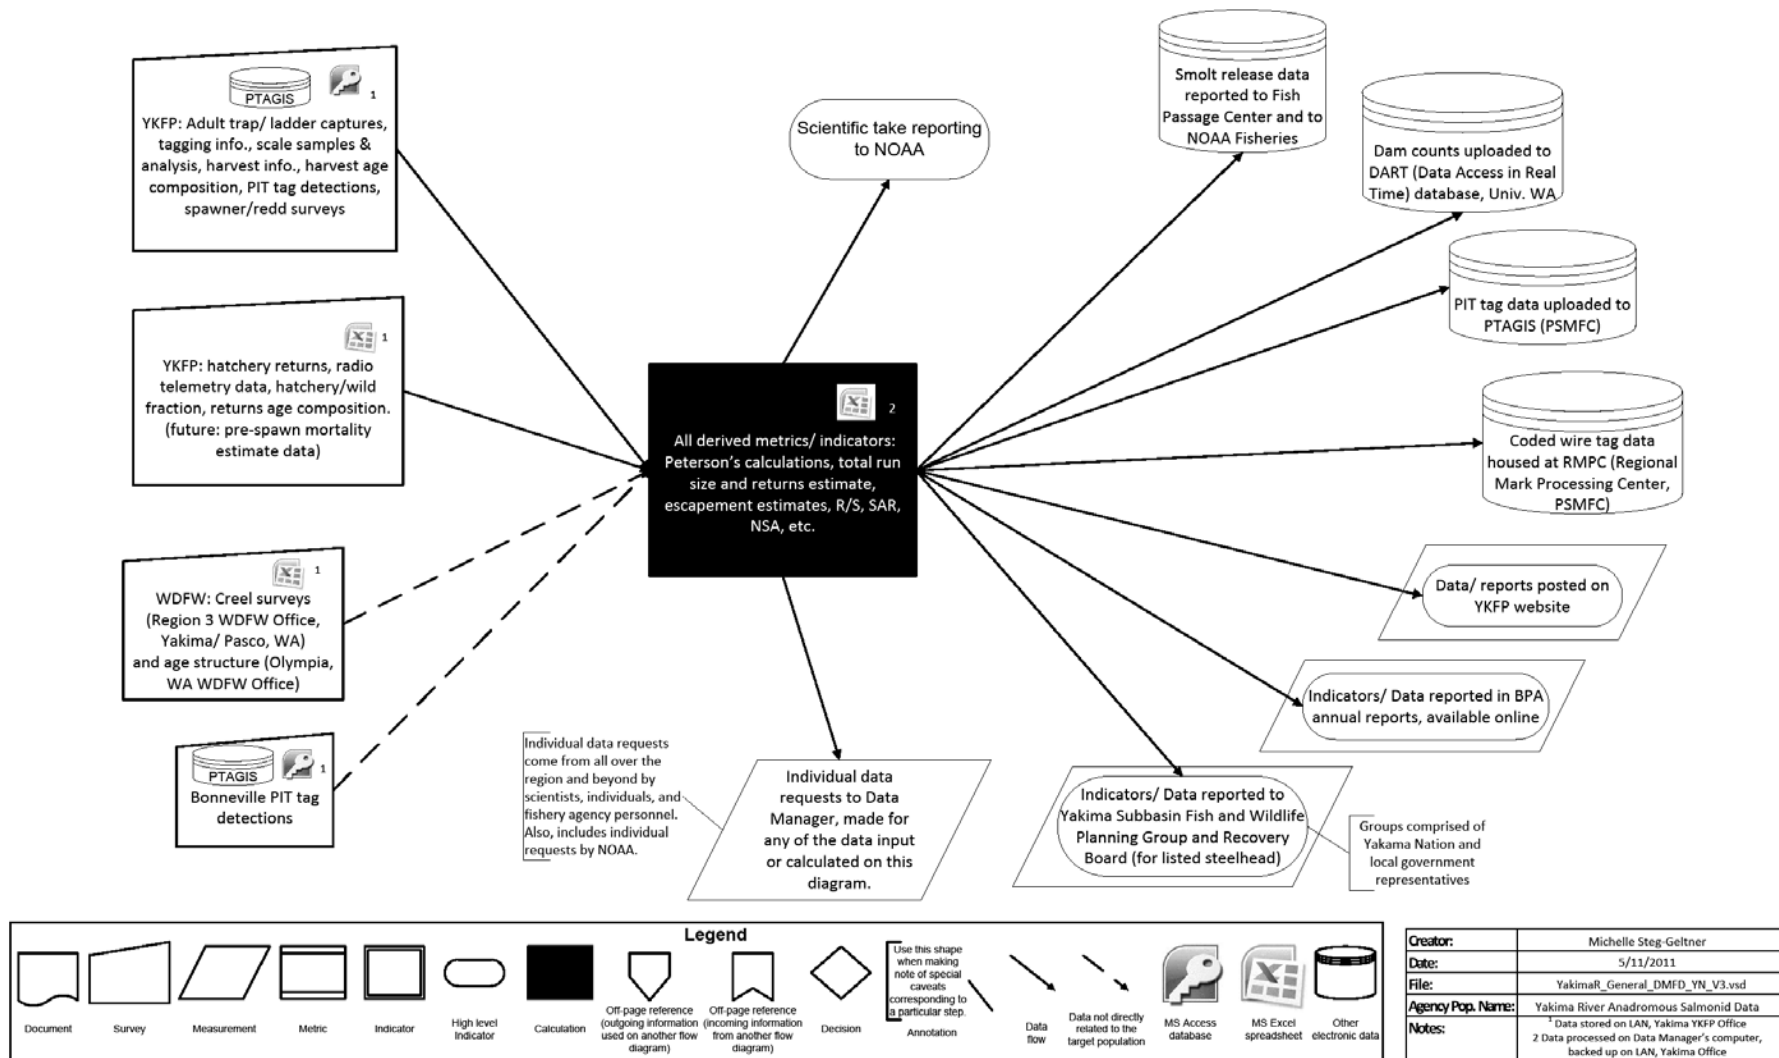 PTAGIS
1
YKFP: Adult trap/ ladder captures,
tagging info., scale samples &
analysis, harvest info., harvest age
composition, PIT tag detections,
spawner/redd surveys
1
YKFP: hatchery returns, radio
telemetry data, hatchery/wild
fraction, returns age composition.
(future: pre-spawn mortality
estimate data)
1
WDFW: Creel surveys
(Region 3 WDFW Office,
Yakima/ Pasco, WA)
and age structure (Olympia,
WA WDFW Office)
PTAGIS
1
Bonneville PIT tag
detections
Scientific take reporting
to NOAA
2
All derived metrics/ indicators:
Peterson's calculations, total run
size and returns estimate,
escapement estimates, R/S, SAR,
NSA, etc.
Individual data requests
come from all over the
region and beyond by
scientists, individuals, and
fishery agency personnel.
Also, includes individual
requests by NOAA.
Individual data
requests to Data
Manager, made for
any of the data input
or calculated on this
diagram.
Smolt release data
reported to Fish
Passage Center and to
NOAA Fisheries
Dam counts uploaded to
DART (Data Access in Real
Time) database, Univ. WA
PIT tag data uploaded to
PTAGIS (PSMFC)
Coded wire tag data
housed at RMPC (Regional
Mark Processing Center,
PSMFC)
Data/ reports posted on
YKFP website
Indicators/ Data reported in BPA
annual reports, available online
Indicators/ Data reported to
Yakima Subbasin Fish and Wildlife
Planning Group and Recovery
Board (for listed steelhead)
Groups comprised of
Yakama Nation and
local government
representatives
Legend
Document
Survey
Measurement
Metric
Indicator
High level
Indicator
Calculation
Off-page reference
(outgoing information
used on another flow
diagram)
Off-page reference
(incoming information
from another flow
diagram)
Decision
Use this shape
when making
note of special
caveats
corresponding to
a particular step.
Annotation
Data
flow
Data not directly
related to the
target population
MS Access
database
MS Excel
spreadsheet
Other
electronic data
Creator: Michelle Steg-Geltner
Date: 5/11/2011
File: YakimaR_General_DMFD_YN_V3.vsd
Agency Pop. Name: Yakima River Anadromous Salmonid Data
Notes: 1 Data stored on LAN, Yakima YKFP Office
2 Data processed on Data Manager's computer,
backed up on LAN, Yakima Office